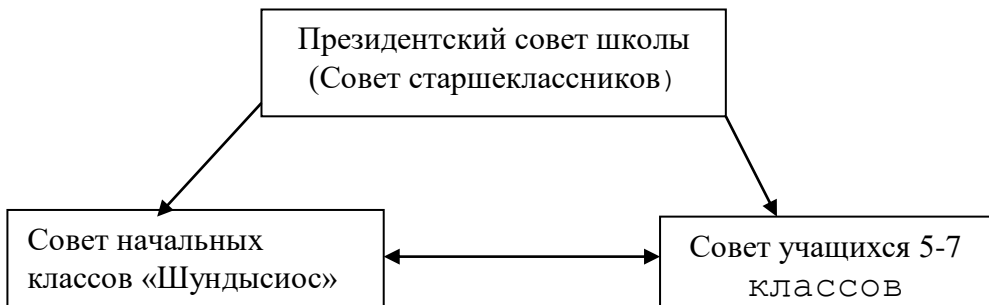 Президентский совет школы
(Совет старшеклассников)
Совет начальных
классов «Шундысиос»
Совет учащихся 5-7
классов